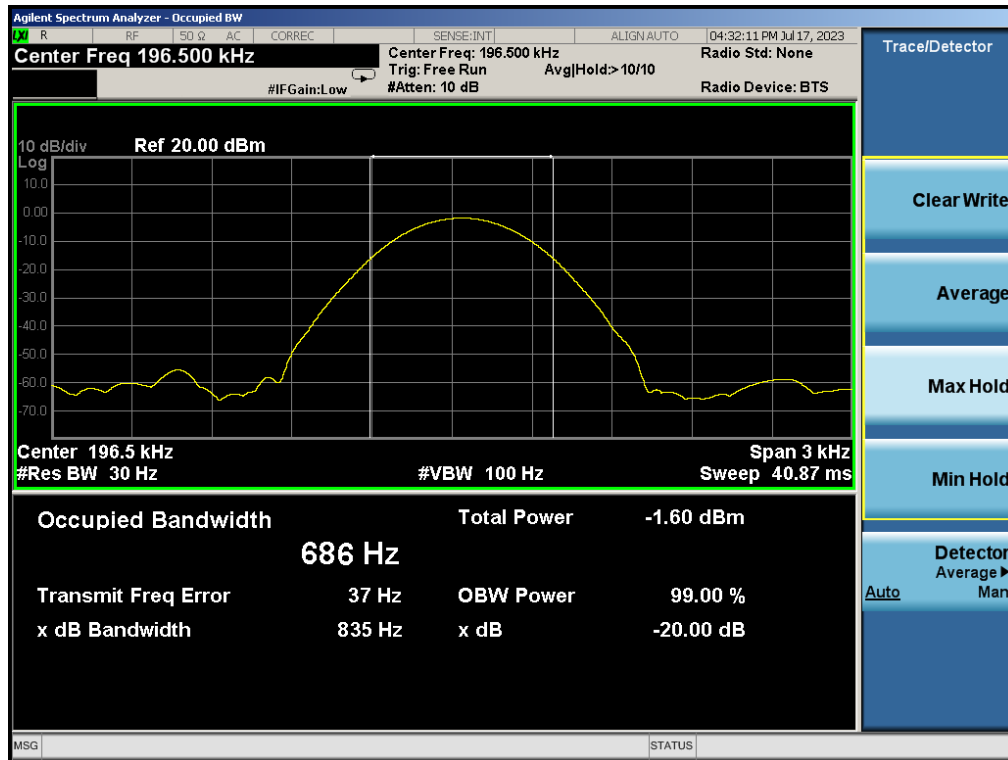 Agilent Spectrum Analyzer - Occupied BW
LXI R RF 50 Ω AC CORREC SENSE:INT ALIGN AUTO 04:32:11 PM Jul 17, 2023
Center Freq 196.500 kHz
Center Freq: 196.500 kHz
Radio Std: None
Trig: Free Run Avg|Hold:> 10/10
#IFGain:Low
#Atten: 10 dB
Radio Device: BTS
10 dB/div Ref 20.00 dBm
Log
10.0
0.00
-10.0
-20.0
-30.0
-40.0
-50.0
-60.0
-70.0
Center 196.5 kHz Span 3 kHz
#Res BW 30 Hz #VBW 100 Hz Sweep 40.87 ms
Occupied Bandwidth Total Power -1.60 dBm
686 Hz
Transmit Freq Error 37 Hz OBW Power 99.00 %
x dB Bandwidth 835 Hz x dB -20.00 dB
MSG STATUS
Trace/Detector
Clear Write
Average
Max Hold
Min Hold
Detector
Average▶
Auto Man